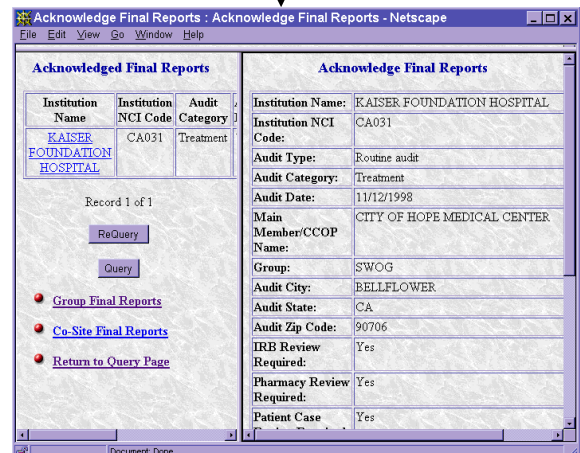 Acknowledge Final Reports : Acknowledge Final Reports - Netscape
File Edit View Go Window Help
Acknowledged Final Reports
Institution Name Institution NCI Code Audit Category
KAISER FOUNDATION HOSPITAL CA031 Treatment
Record 1 of 1
ReQuery
Query
Group Final Reports
Co-Site Final Reports
Return to Query Page
Acknowledge Final Reports
Institution Name: KAISER FOUNDATION HOSPITAL
Institution NCI Code: CA031
Audit Type: Routine audit
Audit Category: Treatment
Audit Date: 11/12/1998
Main Member/CCOP Name: CITY OF HOPE MEDICAL CENTER
Group: SWOG
Audit City: BELLFLOWER
Audit State: CA
Audit Zip Code: 90706
IRB Review Required: Yes
Pharmacy Review Required: Yes
Patient Case Yes
Document: Done